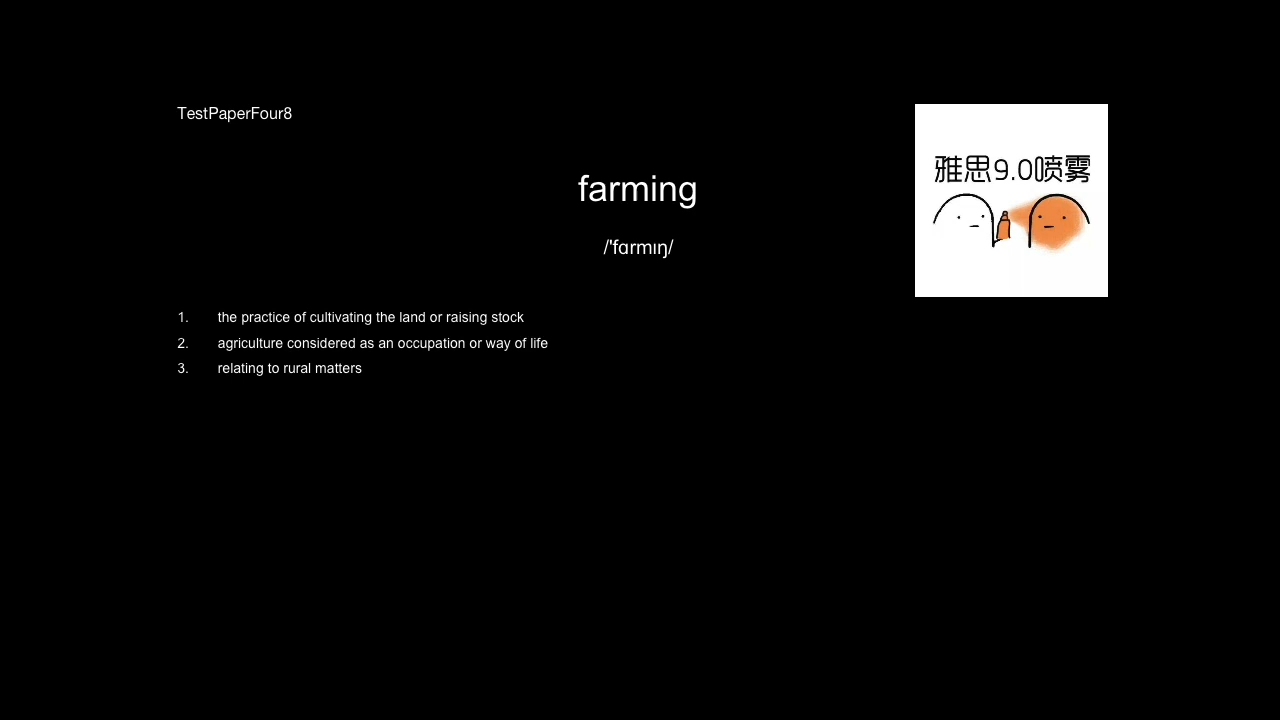 TestPaperFour8
雅思9.0喷雾
farming
/'fɑrmɪŋ/
1. the practice of cultivating the land or raising stock
2. agriculture considered as an occupation or way of life
3. relating to rural matters